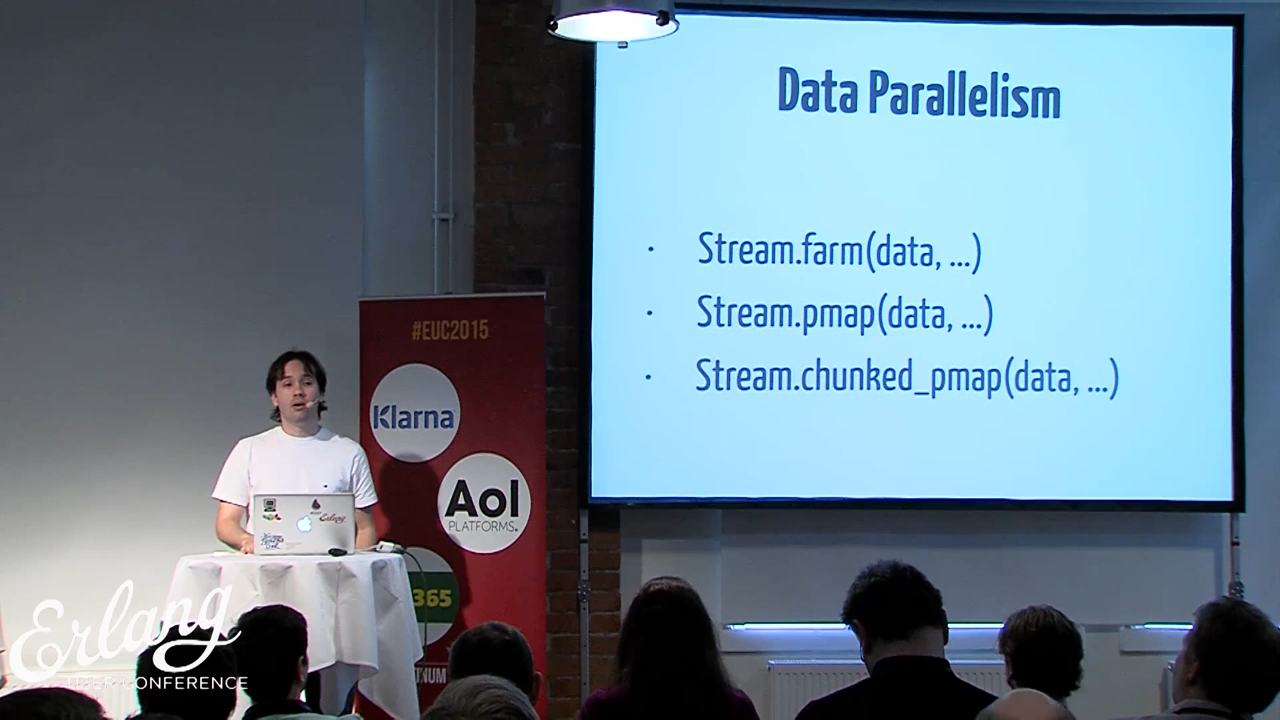 Data Parallelism
· Stream.farm(data, ...)
· Stream.pmap(data, ...)
· Stream.chunked_pmap(data, ...)
#EUC2015
Klarna
Aol
PLATFORMS.
365
Erlang
Erlang
USER CONFERENCE